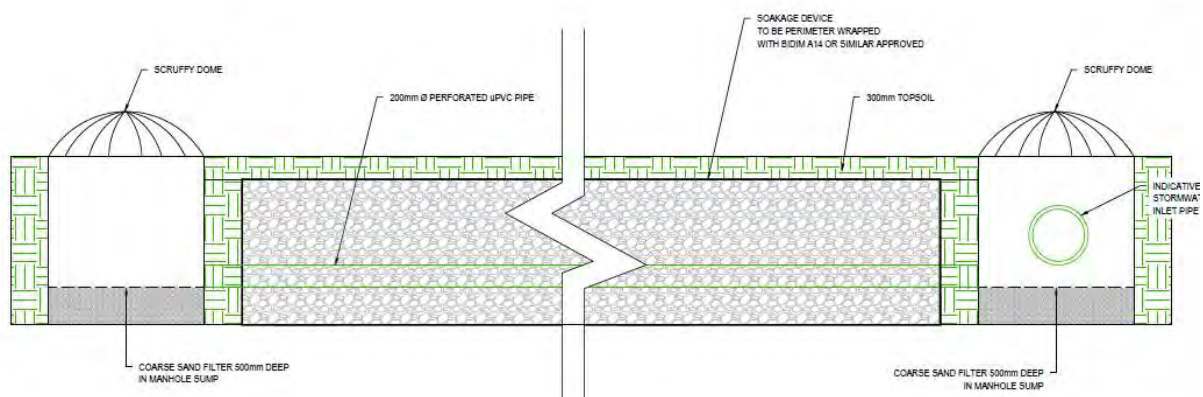 SOAKAGE DEVICE
TO BE PERIMETER WRAPPED
WITH BIDIM A14 OR SIMILAR APPROVED
SCRUFFY DOME
200mm Ø PERFORATED uPVC PIPE
300mm TOPSOIL
SCRUFFY DOME
INDICATIVE
STORMWAT
INLET PIPE
COARSE SAND FILTER 500mm DEEP
IN MANHOLE SUMP
COARSE SAND FILTER 500mm DEEP
IN MANHOLE SUMP